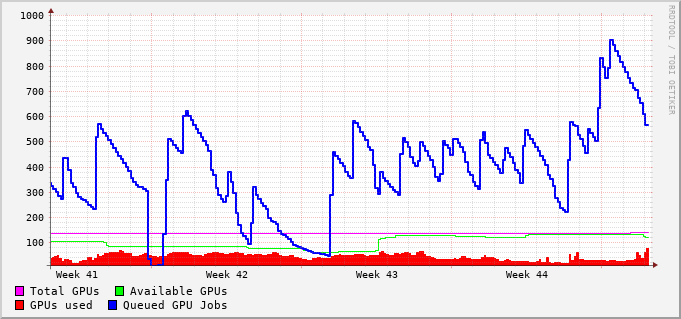 1000
900
800
700
600
500
400
300
200
100
Week 41 Week 42 Week 43 Week 44
Total GPUs Available GPUs
GPUs used Queued GPU Jobs
RRDTOOL / TOBI OETIKER